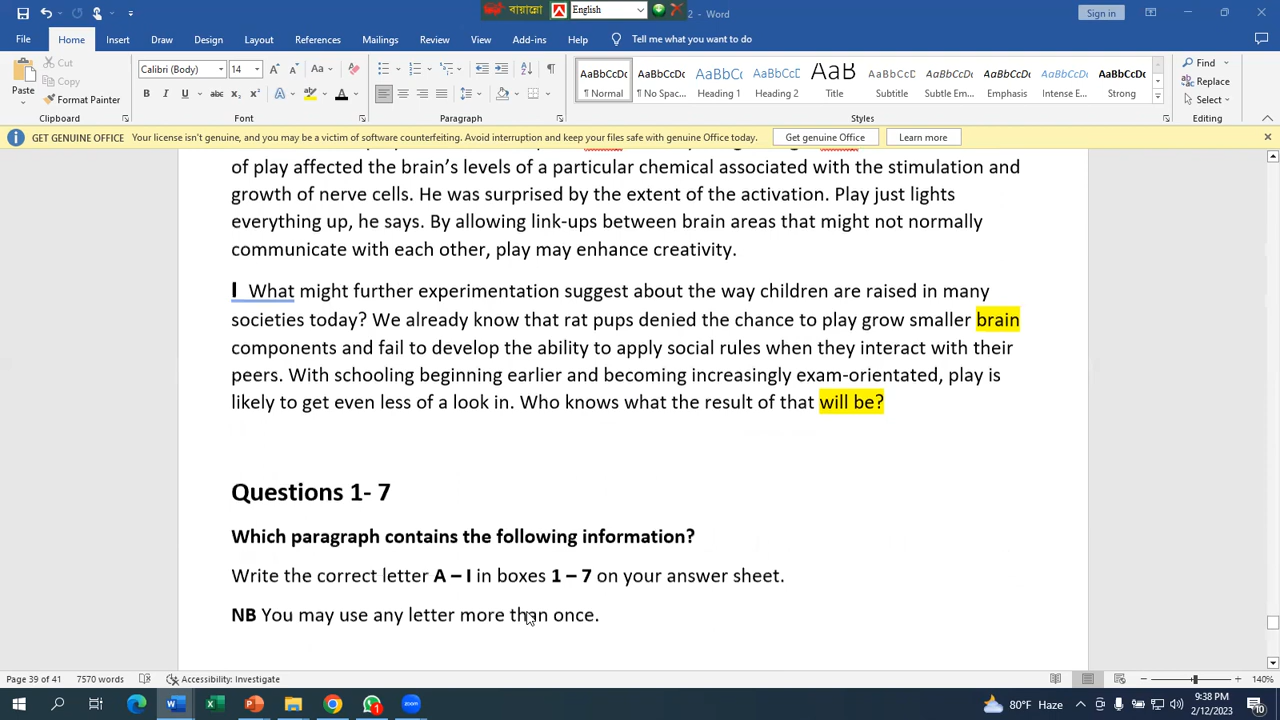 বায়ান্নো English 2 - Word Sign in
File Home Insert Draw Design Layout References Mailings Review View Add-ins Help Tell me what you want to do
Cut
Copy
Paste
Format Painter
Clipboard
Calibri (Body) 14
Font
Paragraph
AaBbCcDc AaBbCcDc AaBbCc AaBbCcD AaB AaBbCcD AaBbCcDc AaBbCcDc AaBbCcDc AaBbCcDc
¶ Normal ¶ No Spac... Heading 1 Heading 2 Title Subtitle Subtle Em... Emphasis Intense E... Strong
Styles
Find
Replace
Select
Editing
GET GENUINE OFFICE Your license isn't genuine, and you may be a victim of software counterfeiting. Avoid interruption and keep your files safe with genuine Office today. Get genuine Office Learn more
of play affected the brain’s levels of a particular chemical associated with the stimulation and
growth of nerve cells. He was surprised by the extent of the activation. Play just lights
everything up, he says. By allowing link-ups between brain areas that might not normally
communicate with each other, play may enhance creativity.
I What might further experimentation suggest about the way children are raised in many
societies today? We already know that rat pups denied the chance to play grow smaller brain
components and fail to develop the ability to apply social rules when they interact with their
peers. With schooling beginning earlier and becoming increasingly exam-orientated, play is
likely to get even less of a look in. Who knows what the result of that will be?
Questions 1- 7
Which paragraph contains the following information?
Write the correct letter A – I in boxes 1 – 7 on your answer sheet.
NB You may use any letter more than once.
Page 39 of 41 7570 words Accessibility: Investigate 140%
80°F Haze 9:38 PM
2/12/2023